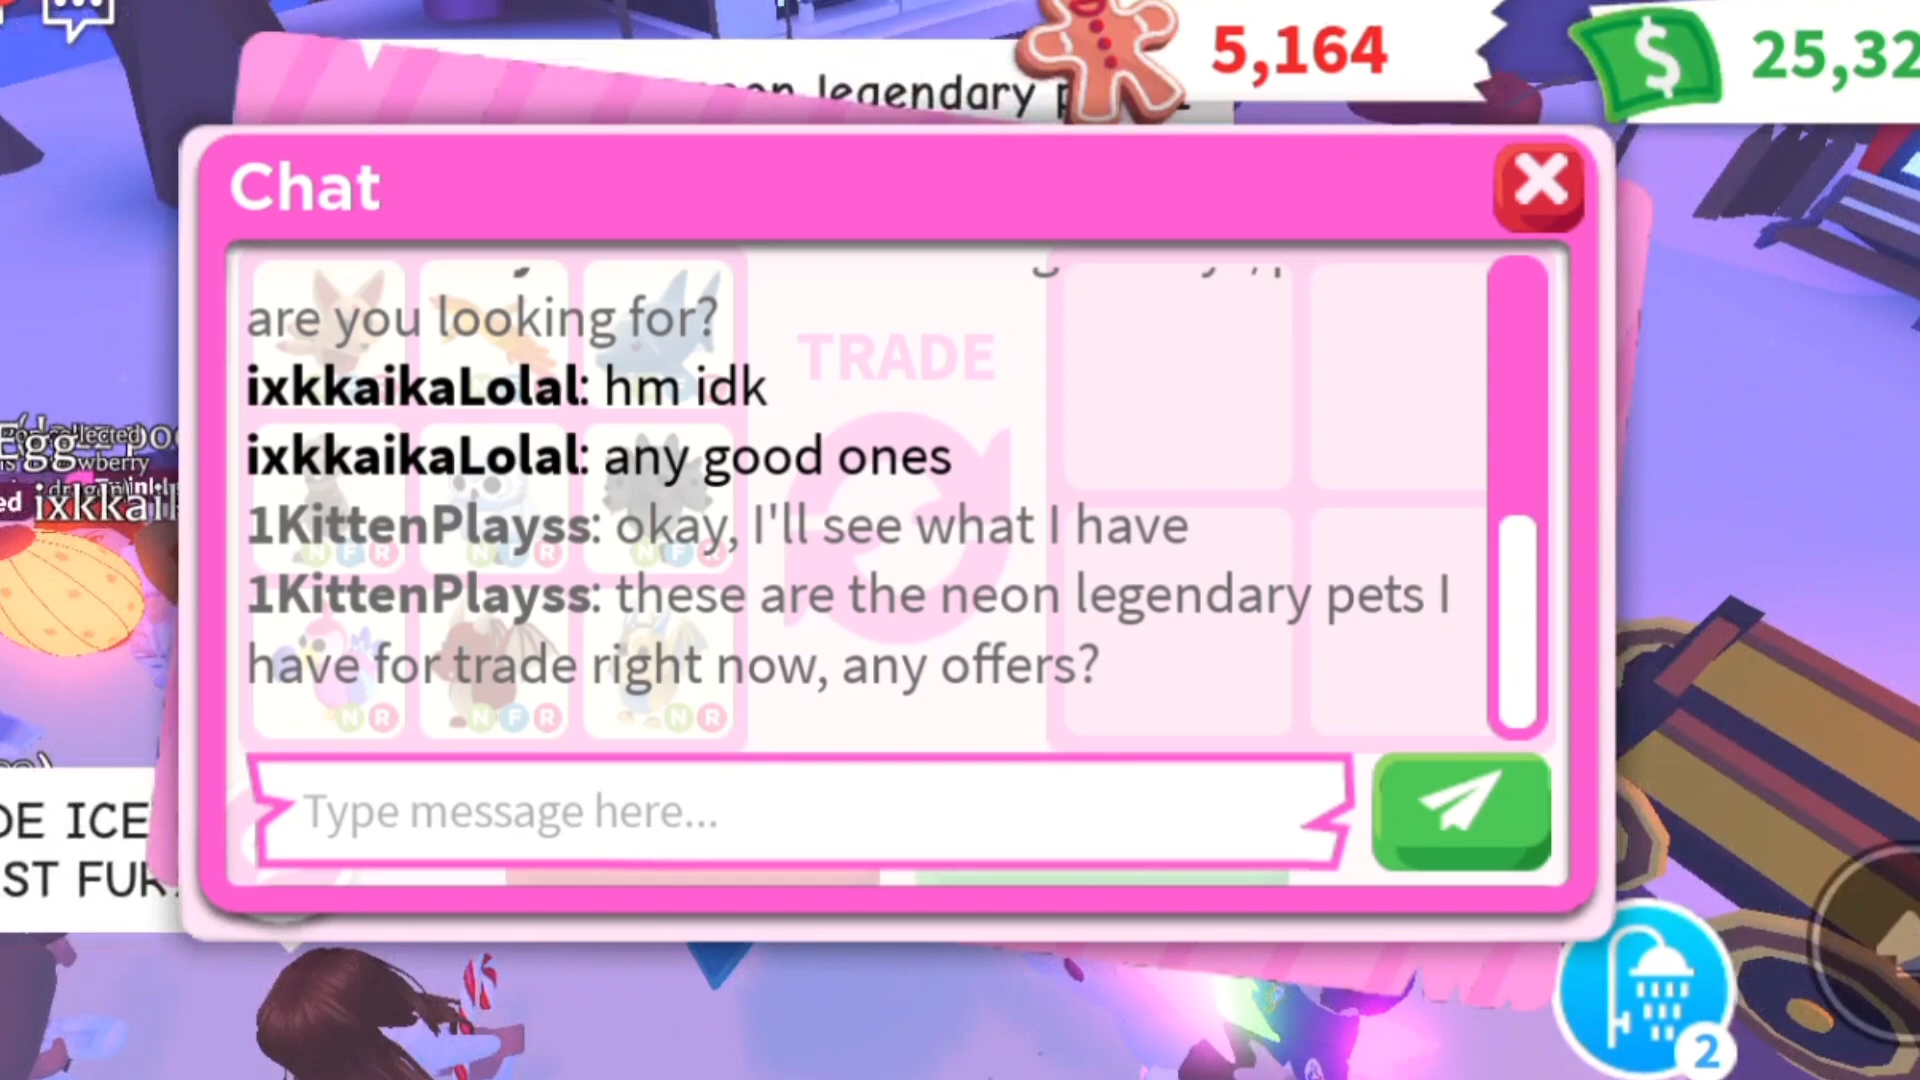 legendary
5,164
25,32
Chat
are you looking for?
TRADE
ixkkaikaLolal: hm idk
ixkkaikaLolal: any good ones
1KittenPlayss: okay, I'll see what I have
1KittenPlayss: these are the neon legendary pets I
have for trade right now, any offers?
N F R
N F R
N F R
N R
N F R
N R
Type message here...
Egg
ixkkaik
DE ICE
ST FUR
2